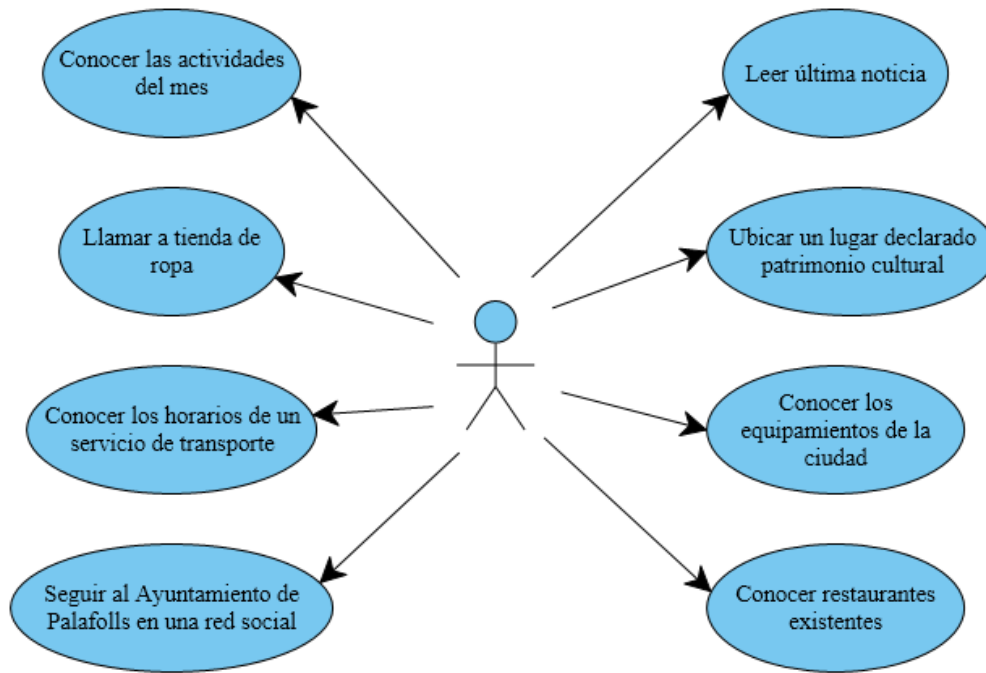 Conocer las actividades
del mes
Leer última noticia
Llamar a tienda de
ropa
Ubicar un lugar declarado
patrimonio cultural
Conocer los horarios de un
servicio de transporte
Conocer los
equipamientos de la
ciudad
Seguir al Ayuntamiento de
Palafolls en una red social
Conocer restaurantes
existentes